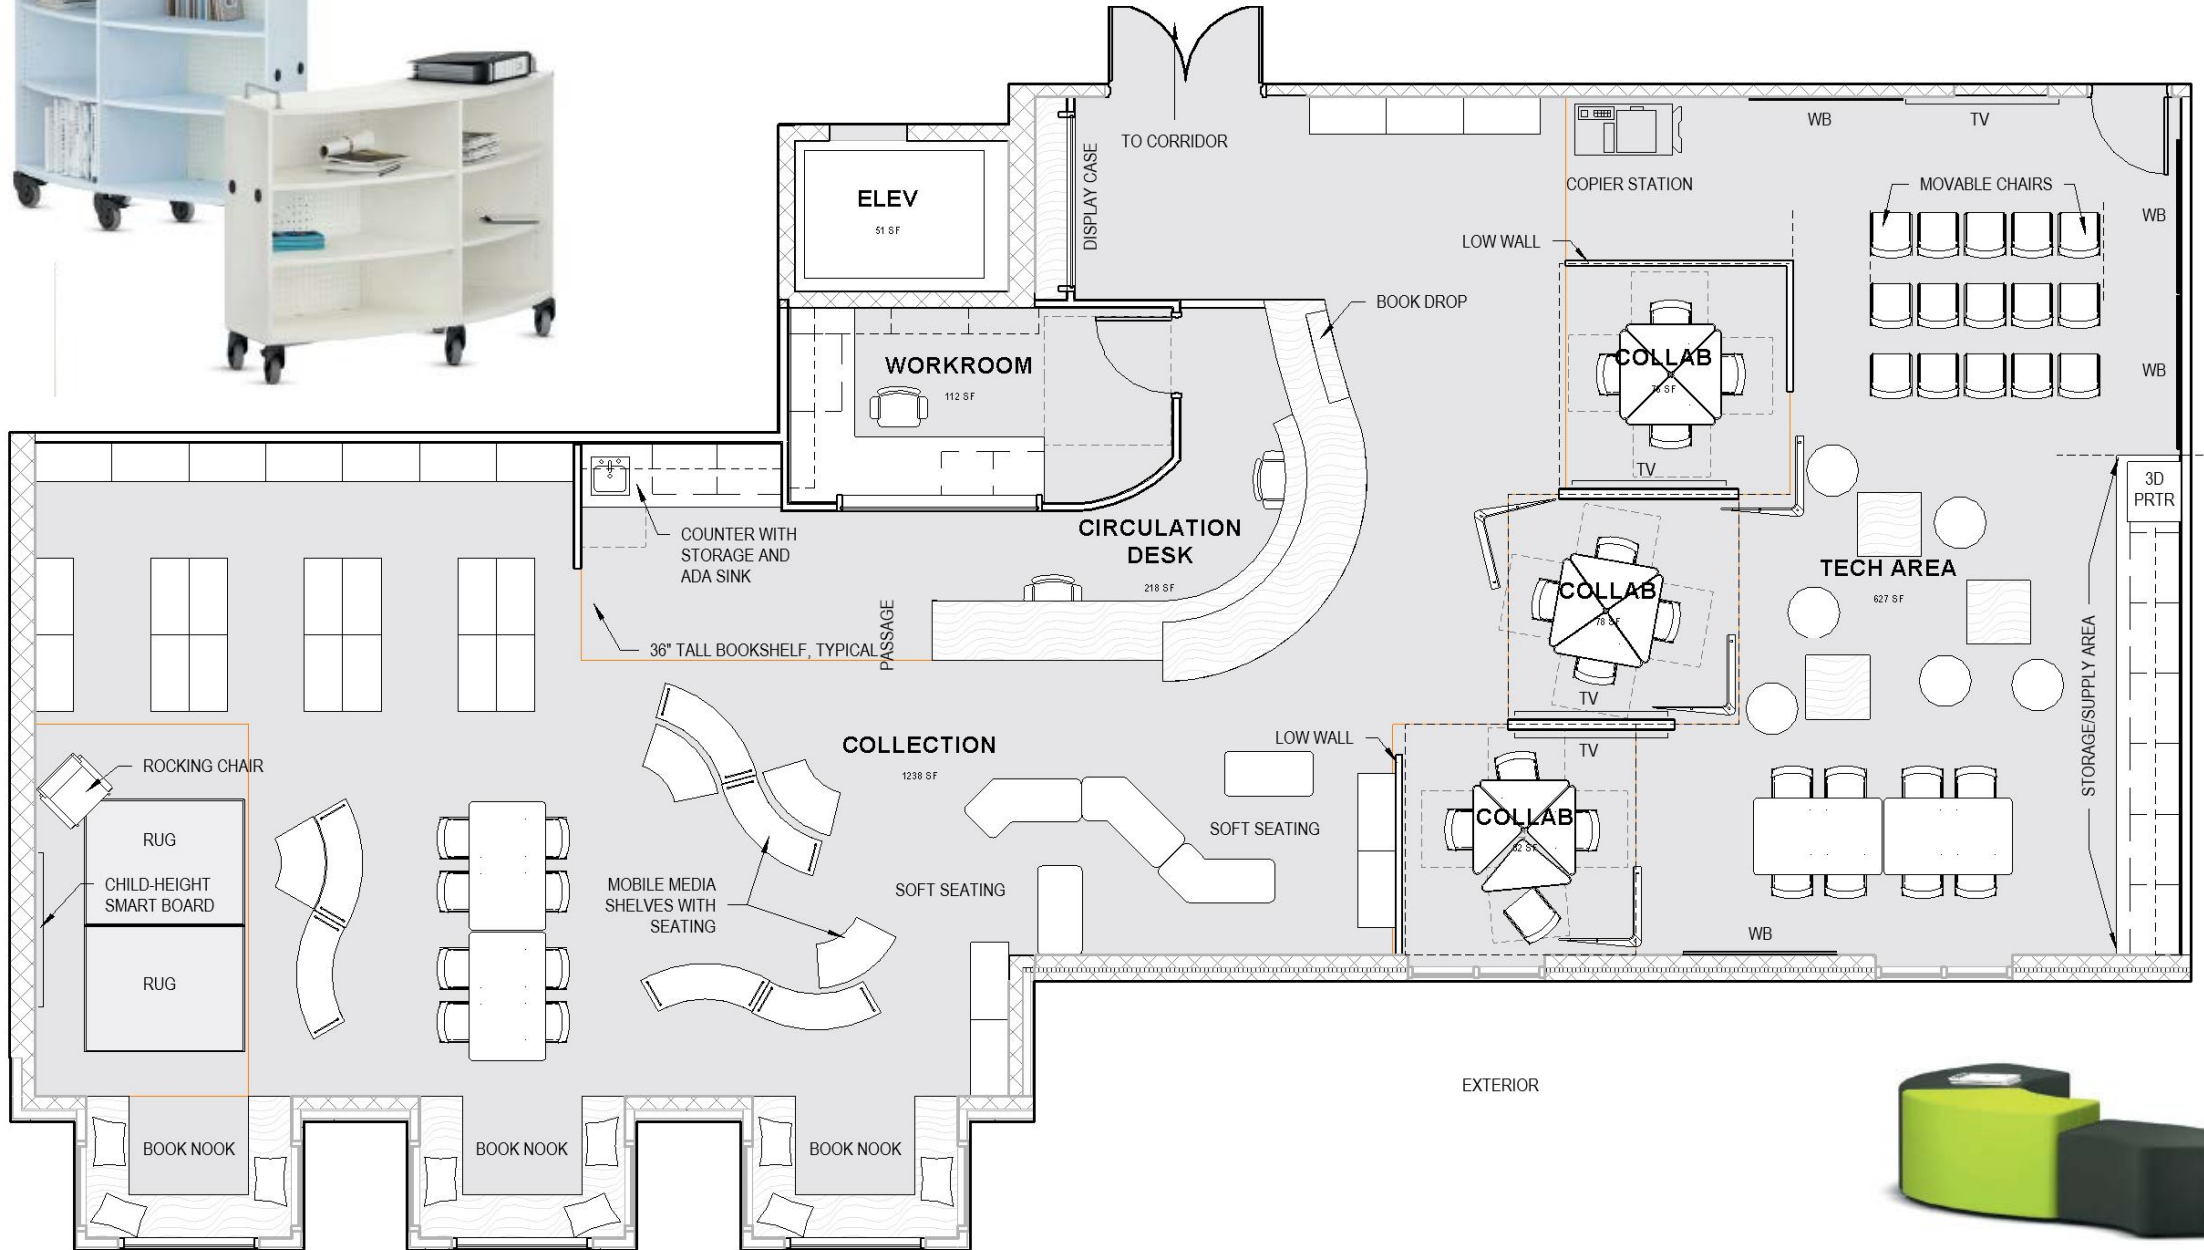 TO CORRIDOR
WB
TV
ELEV
51 SF
DISPLAY CASE
COPIER STATION
MOVABLE CHAIRS
WB
LOW WALL
BOOK DROP
WORKROOM
112 SF
COLLAB
WB
TV
3D
PRTR
COUNTER WITH
STORAGE AND
ADA SINK
CIRCULATION
DESK
218 SF
COLLAB
78 SF
TECH AREA
627 SF
PASSAGE
36" TALL BOOKSHELF, TYPICAL
STORAGE/SUPPLY AREA
TV
COLLECTION
1238 SF
LOW WALL
TV
ROCKING CHAIR
RUG
COLLAB
SOFT SEATING
CHILD-HEIGHT
SMART BOARD
MOBILE MEDIA
SHELVES WITH
SEATING
SOFT SEATING
WB
RUG
EXTERIOR
BOOK NOOK
BOOK NOOK
BOOK NOOK